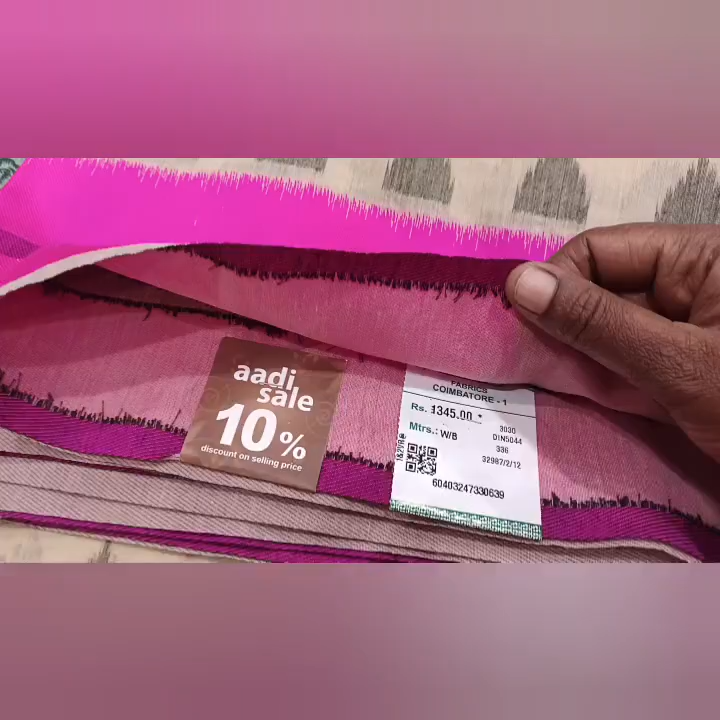 aadi
sale
10%
discount on selling price
FABRICS
COIMBATORE - 1
Rs. 1345.00 *
Mtrs.: W/B
3030
DIN5044
336
32987/2/12
60403247330639